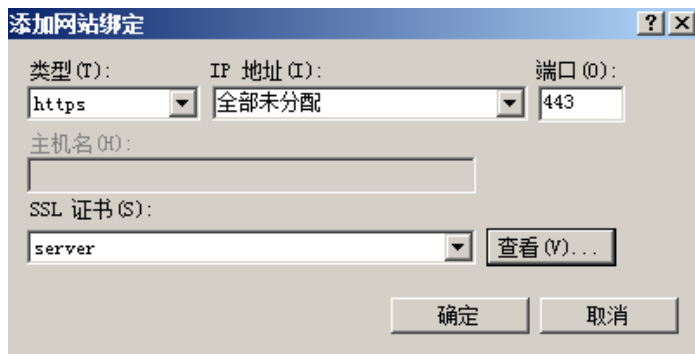 添加网站绑定
类型(T): IP 地址(I): 端口(O):
https 全部未分配 443
主机名(H):
SSL 证书(S):
server 查看(V)...
确定 取消